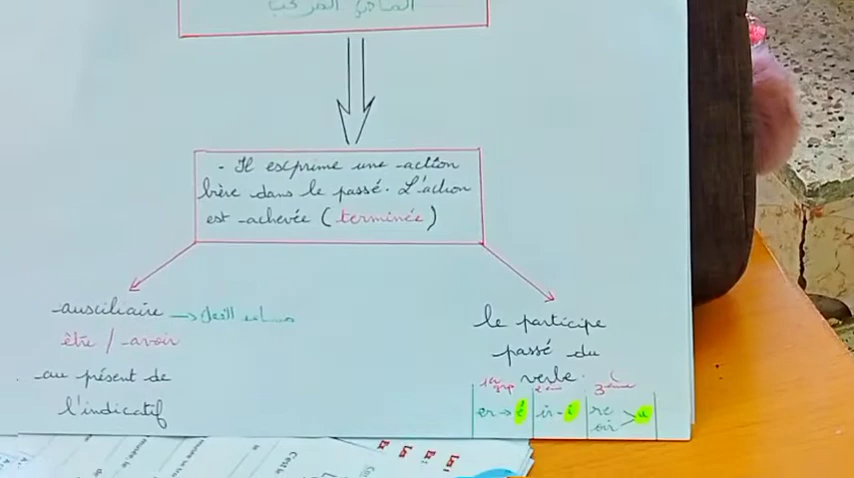 الماضي المركب
- Il exprime une action
brève dans le passé. L'action
est achevée (terminée)
auxiliaire → مساعد الفعل
être / avoir
au présent de
l'indicatif
le participe
passé du
verbe
er → é ir - i re
oir > u